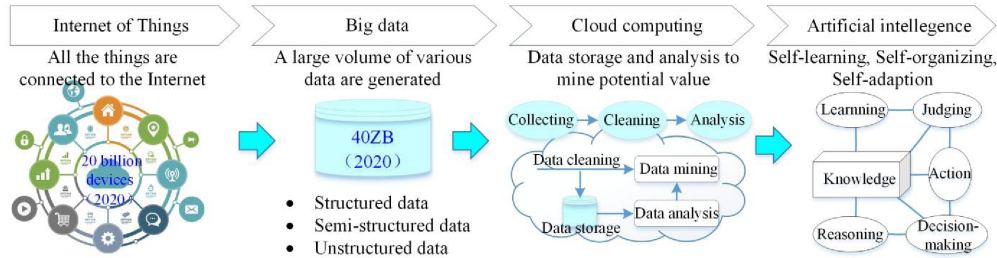 Internet of Things
Big data
Cloud computing
Artificial intellegence
All the things are
connected to the Internet
A large volume of various
data are generated
Data storage and analysis to
mine potential value
Self-learning, Self-organizing,
Self-adaption
20 billion
devices
(2020)
40ZB
(2020)
• Structured data
• Semi-structured data
• Unstructured data
Collecting
Cleaning
Analysis
Data cleaning
Data mining
Data analysis
Data storage
Learnning
Judging
Knowledge
Action
Reasoning
Decision-
making